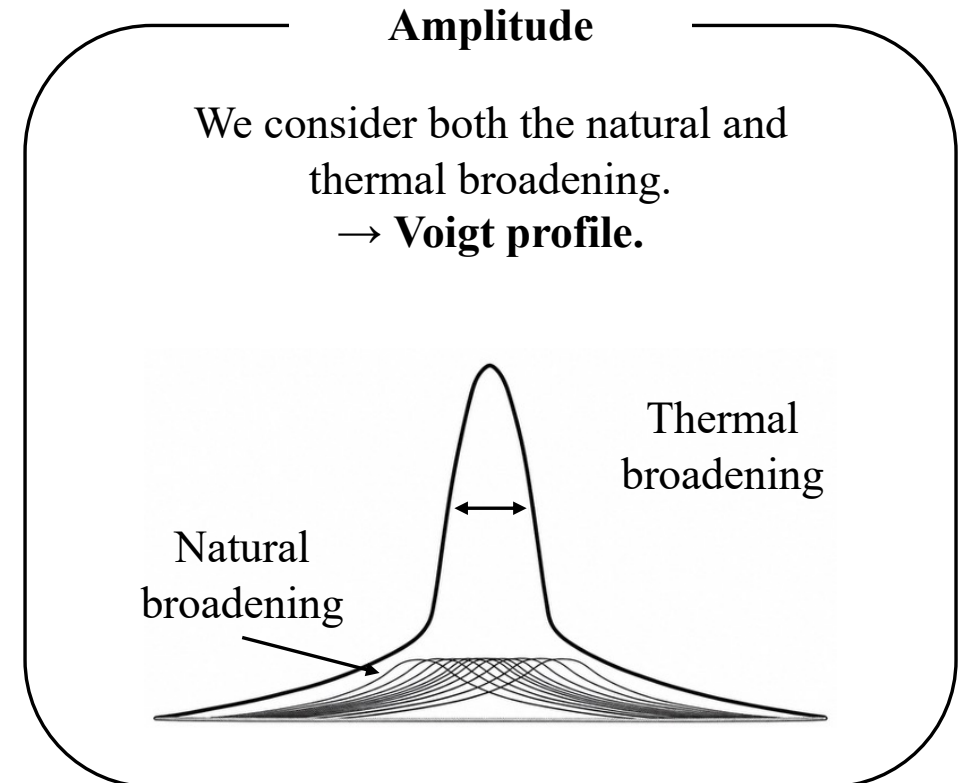 Amplitude
We consider both the natural and
thermal broadening.
→ Voigt profile.
Thermal
broadening
Natural
broadening